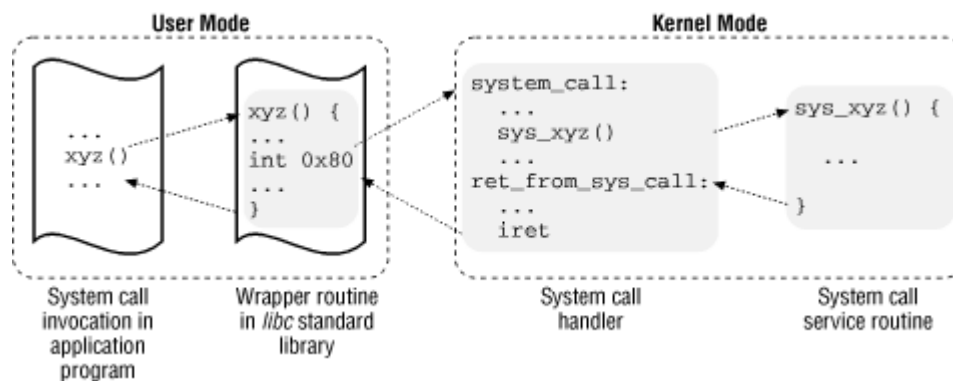 User Mode
Kernel Mode
...
xyz()
...
xyz() {
...
int 0x80
...
}
system_call:
...
sys_xyz()
...
ret_from_sys_call:
...
iret
sys_xyz() {
...
}
System call
invocation in
application
program
Wrapper routine
in libc standard
library
System call
handler
System call
service routine